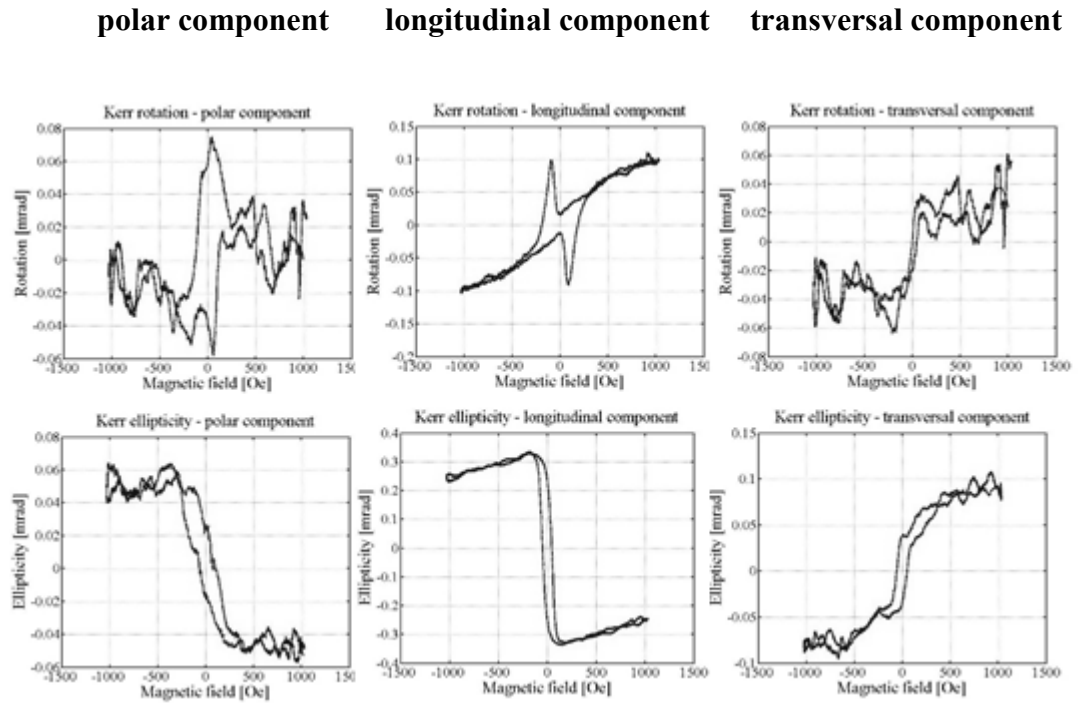 polar component longitudinal component transversal component
Kerr rotation - polar component
0.08
0.06
0.04
0.02
0
-0.02
-0.04
-0.06
Rotation [mrad]
-1500 -1000 -500 0 500 1000 150
Magnetic field [Oe]
Kerr rotation - longitudinal component
0.15
0.1
0.05
0
-0.05
-0.1
-0.15
-0.2
Rotation [mrad]
-1000 -500 0 500 1000 1500
Magnetic field [Oe]
Kerr rotation - transversal component
0.08
0.06
0.04
0.02
0
-0.02
-0.04
-0.06
-0.08
Rotation [mrad]
-1500 -1000 -500 0 500 1000 1500
Magnetic field [Oe]
Kerr ellipticity - polar component
0.08
0.06
0.04
0.02
0
-0.02
-0.04
-0.06
Ellipticity [mrad]
-1500 -1000 -500 0 500 1000 150
Magnetic field [Oe]
Kerr ellipticity - longitudinal component
0.4
0.3
0.2
0.1
0
-0.1
-0.2
-0.3
-0.4
Ellipticity [mrad]
-1000 -500 0 500 1000 1500
Magnetic field [Oe]
Kerr ellipticity - transversal component
0.15
0.1
0.05
0
-0.05
-0.1
Ellipticity [mrad]
-1500 -1000 -500 0 500 1000 1500
Magnetic field [Oe]